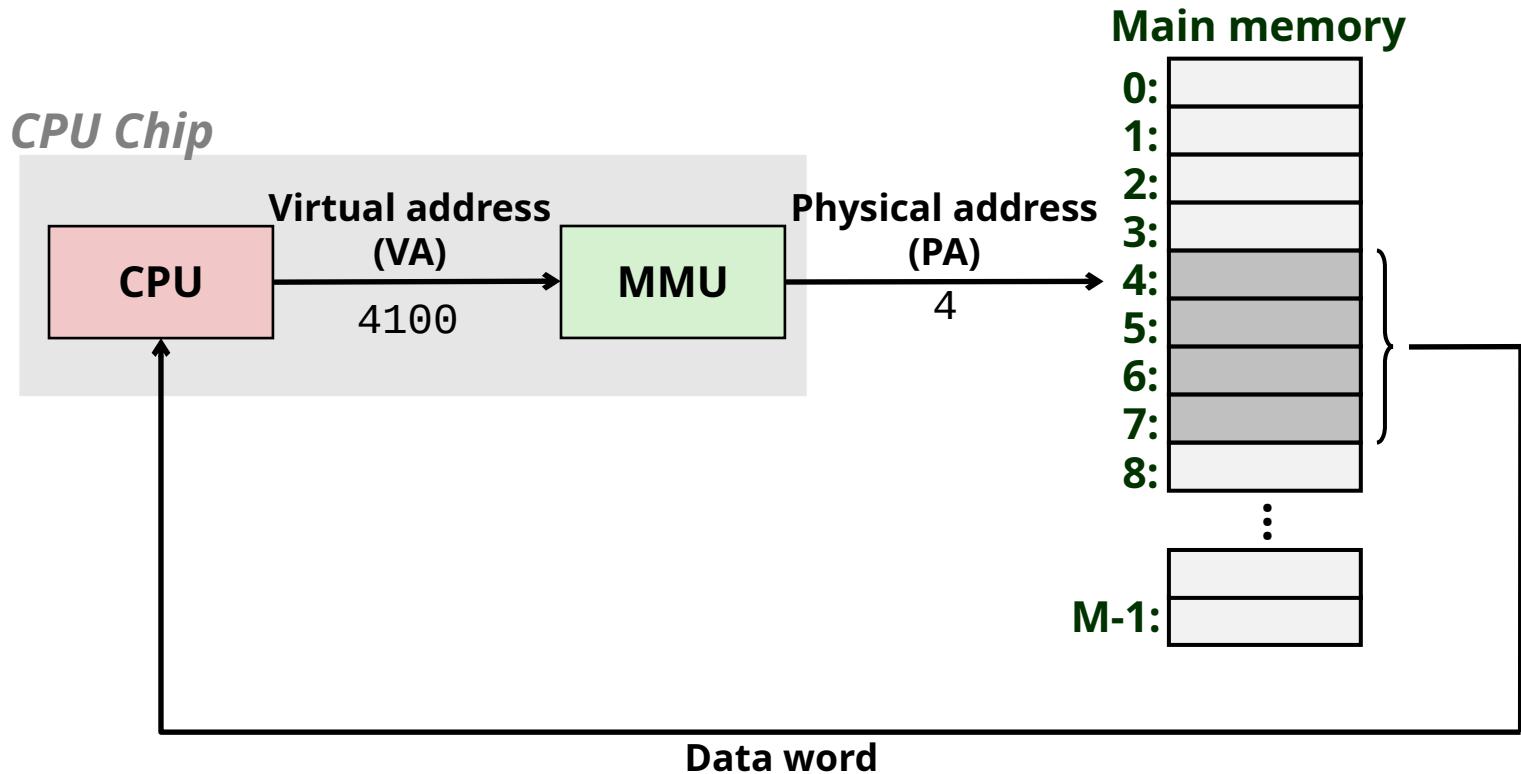 Main memory
0:
1:
2:
3:
4:
5:
6:
7:
8:
M-1:
CPU Chip
CPU
Virtual address
(VA)
4100
MMU
Physical address
(PA)
4
Data word